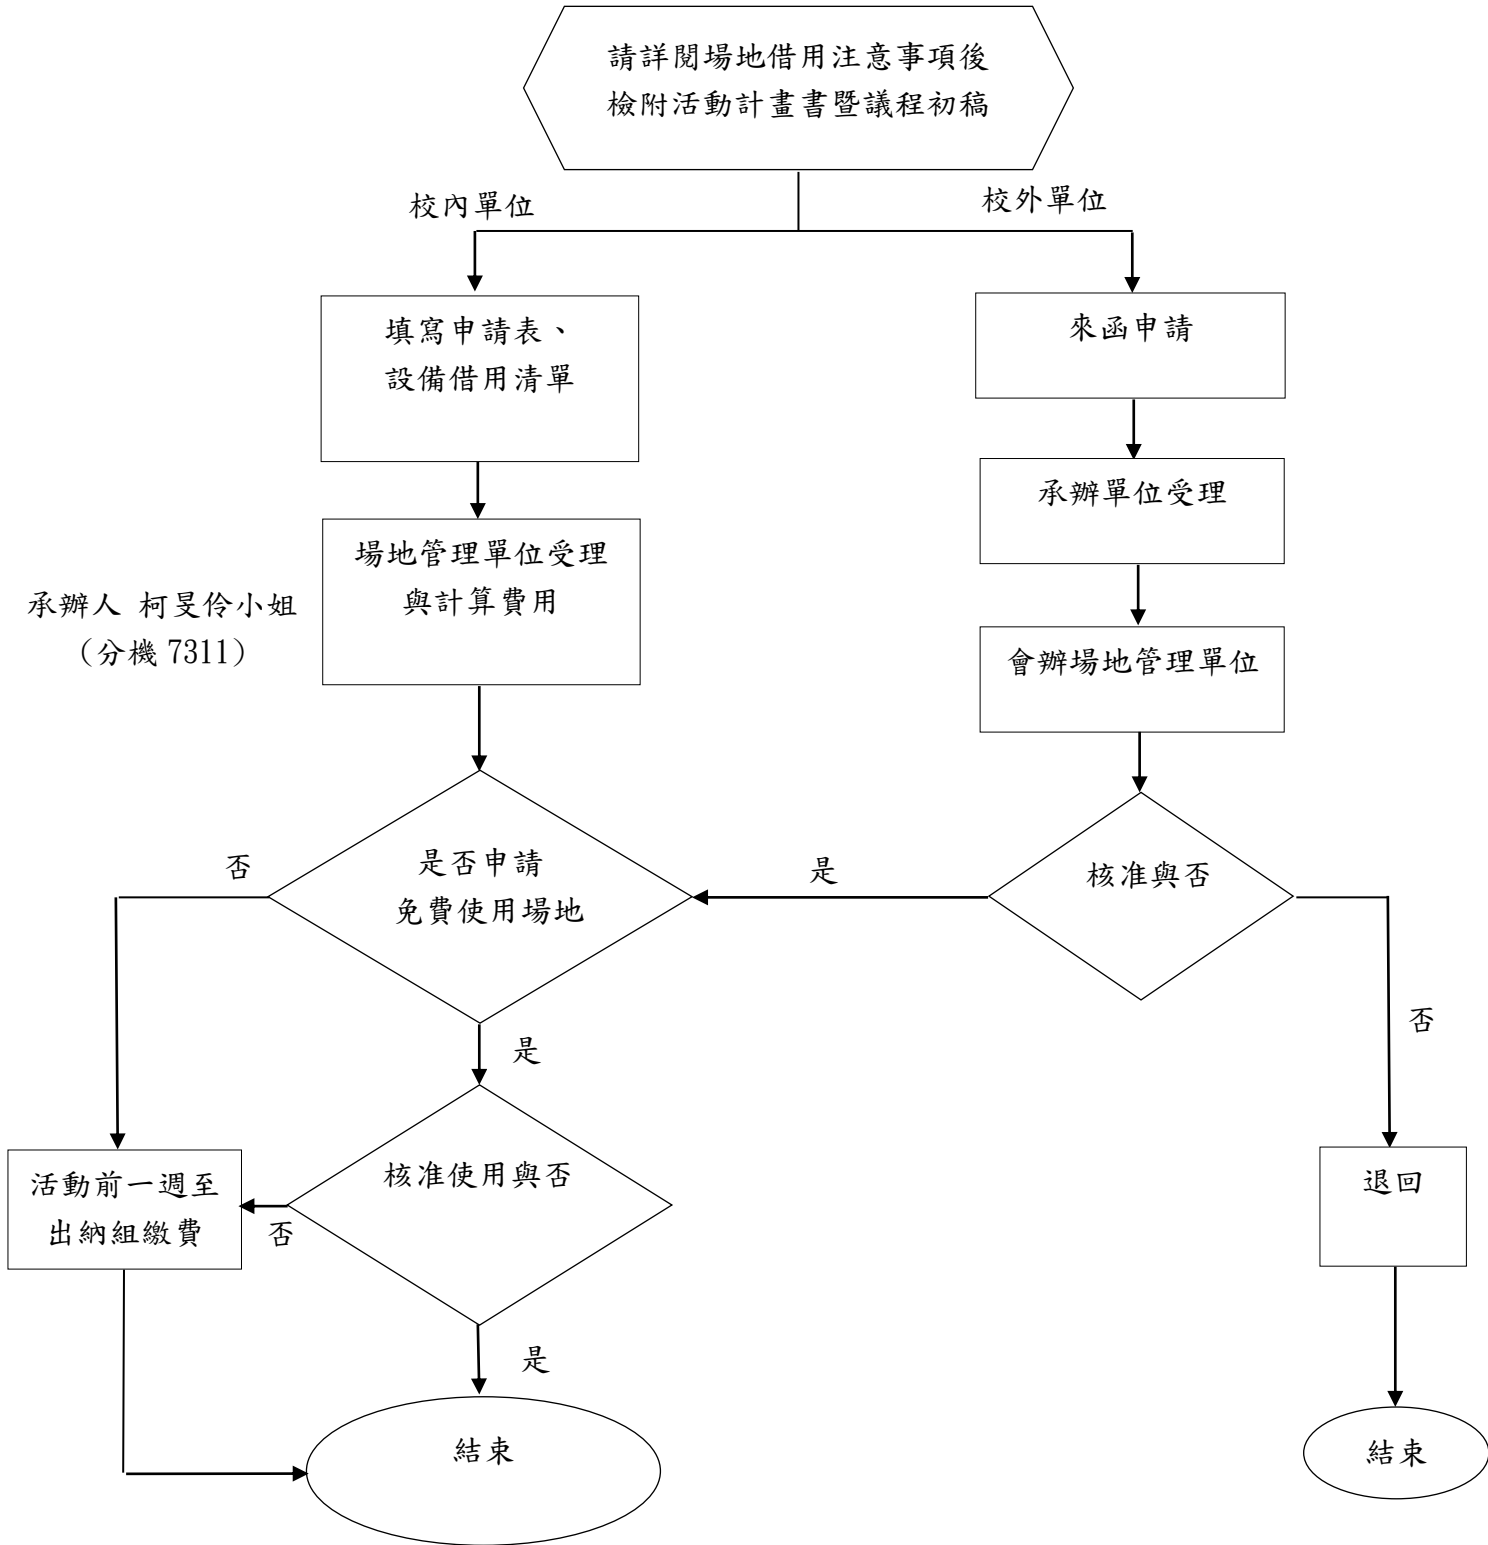 請詳閱場地借用注意事項後
檢附活動計畫書暨議程初稿
校內單位
校外單位
填寫申請表、
設備借用清單
來函申請
承辦單位受理
場地管理單位受理
與計算費用
承辦人 柯旻伶小姐
（分機 7311）
會辦場地管理單位
否
是否申請
免費使用場地
是
核准與否
否
是
核准使用與否
活動前一週至
出納組繳費
否
退回
是
結束
結束